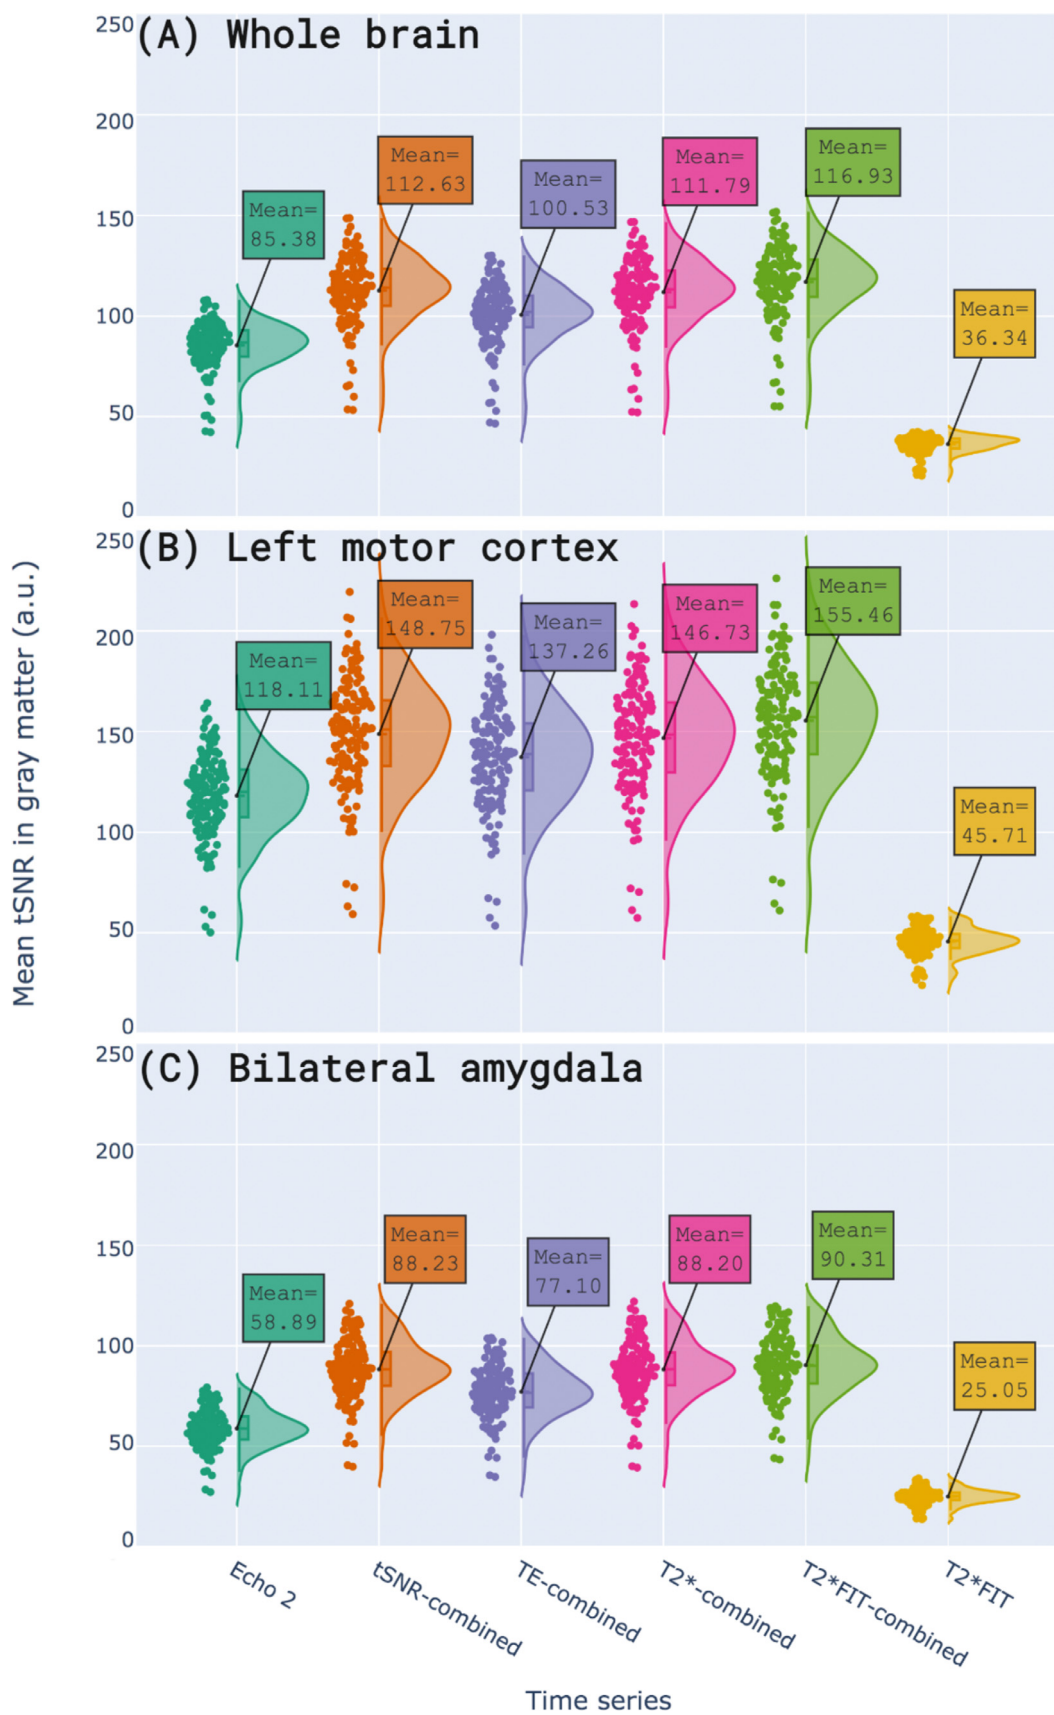 (A) Whole brain
250
200
150
100
50
0
Mean=
85.38
Mean=
112.63
Mean=
100.53
Mean=
111.79
Mean=
116.93
Mean=
36.34
(B) Left motor cortex
250
200
150
100
50
0
Mean=
118.11
Mean=
148.75
Mean=
137.26
Mean=
146.73
Mean=
155.46
Mean=
45.71
(C) Bilateral amygdala
250
200
150
100
50
0
Mean=
58.89
Mean=
88.23
Mean=
77.10
Mean=
88.20
Mean=
90.31
Mean=
25.05
Mean tSNR in gray matter (a.u.)
Echo 2
tSNR-combined
TE-combined
T2*-combined
T2*FIT-combined
T2*FIT
Time series